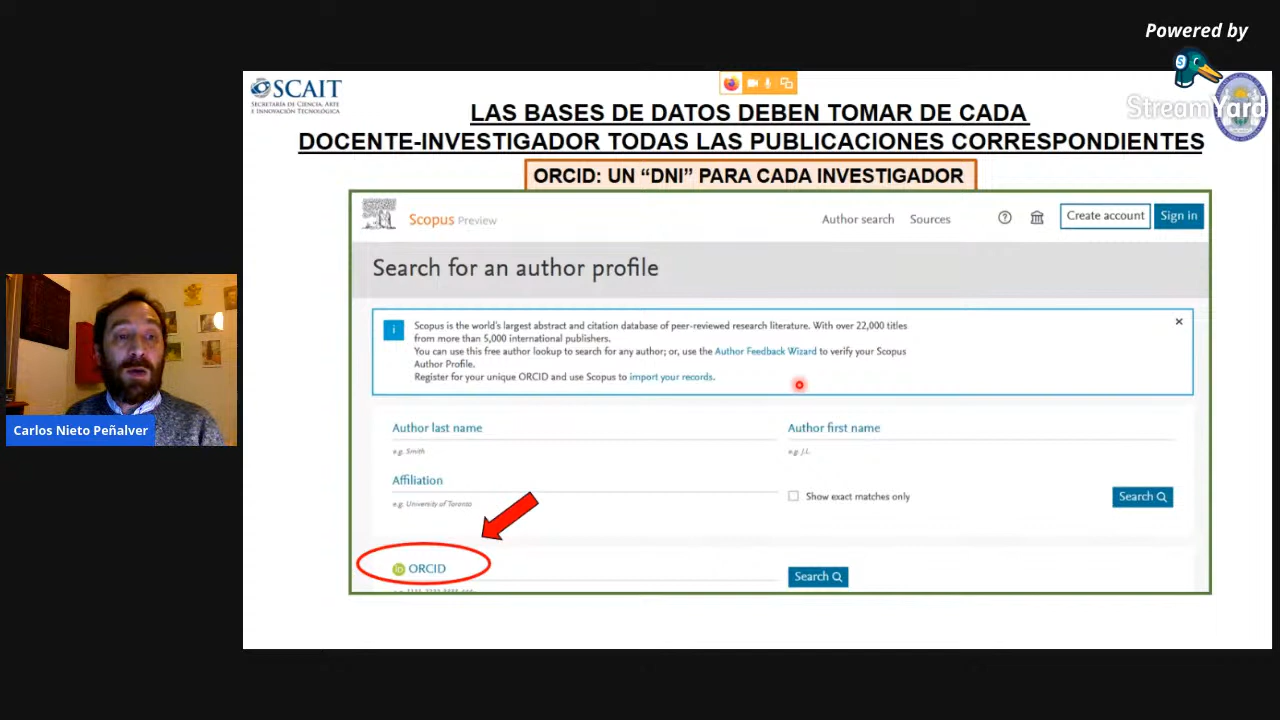 Powered by
StreamYard
SCAIT
SECRETARÍA DE CIENCIA, ARTE
E INNOVACIÓN TECNOLÓGICA
LAS BASES DE DATOS DEBEN TOMAR DE CADA
DOCENTE-INVESTIGADOR TODAS LAS PUBLICACIONES CORRESPONDIENTES
ORCID: UN “DNI” PARA CADA INVESTIGADOR
Scopus Preview
Author search Sources
Create account
Sign in
Search for an author profile
Scopus is the world's largest abstract and citation database of peer-reviewed research literature. With over 22,000 titles
from more than 5,000 international publishers.
You can use this free author lookup to search for any author; or, use the Author Feedback Wizard to verify your Scopus
Author Profile.
Register for your unique ORCID and use Scopus to import your records.
Author last name
e.g. Smith
Author first name
e.g. J.L.
Affiliation
e.g. University of Toronto
Show exact matches only
Search
iD ORCID
Search
Carlos Nieto Peñalver